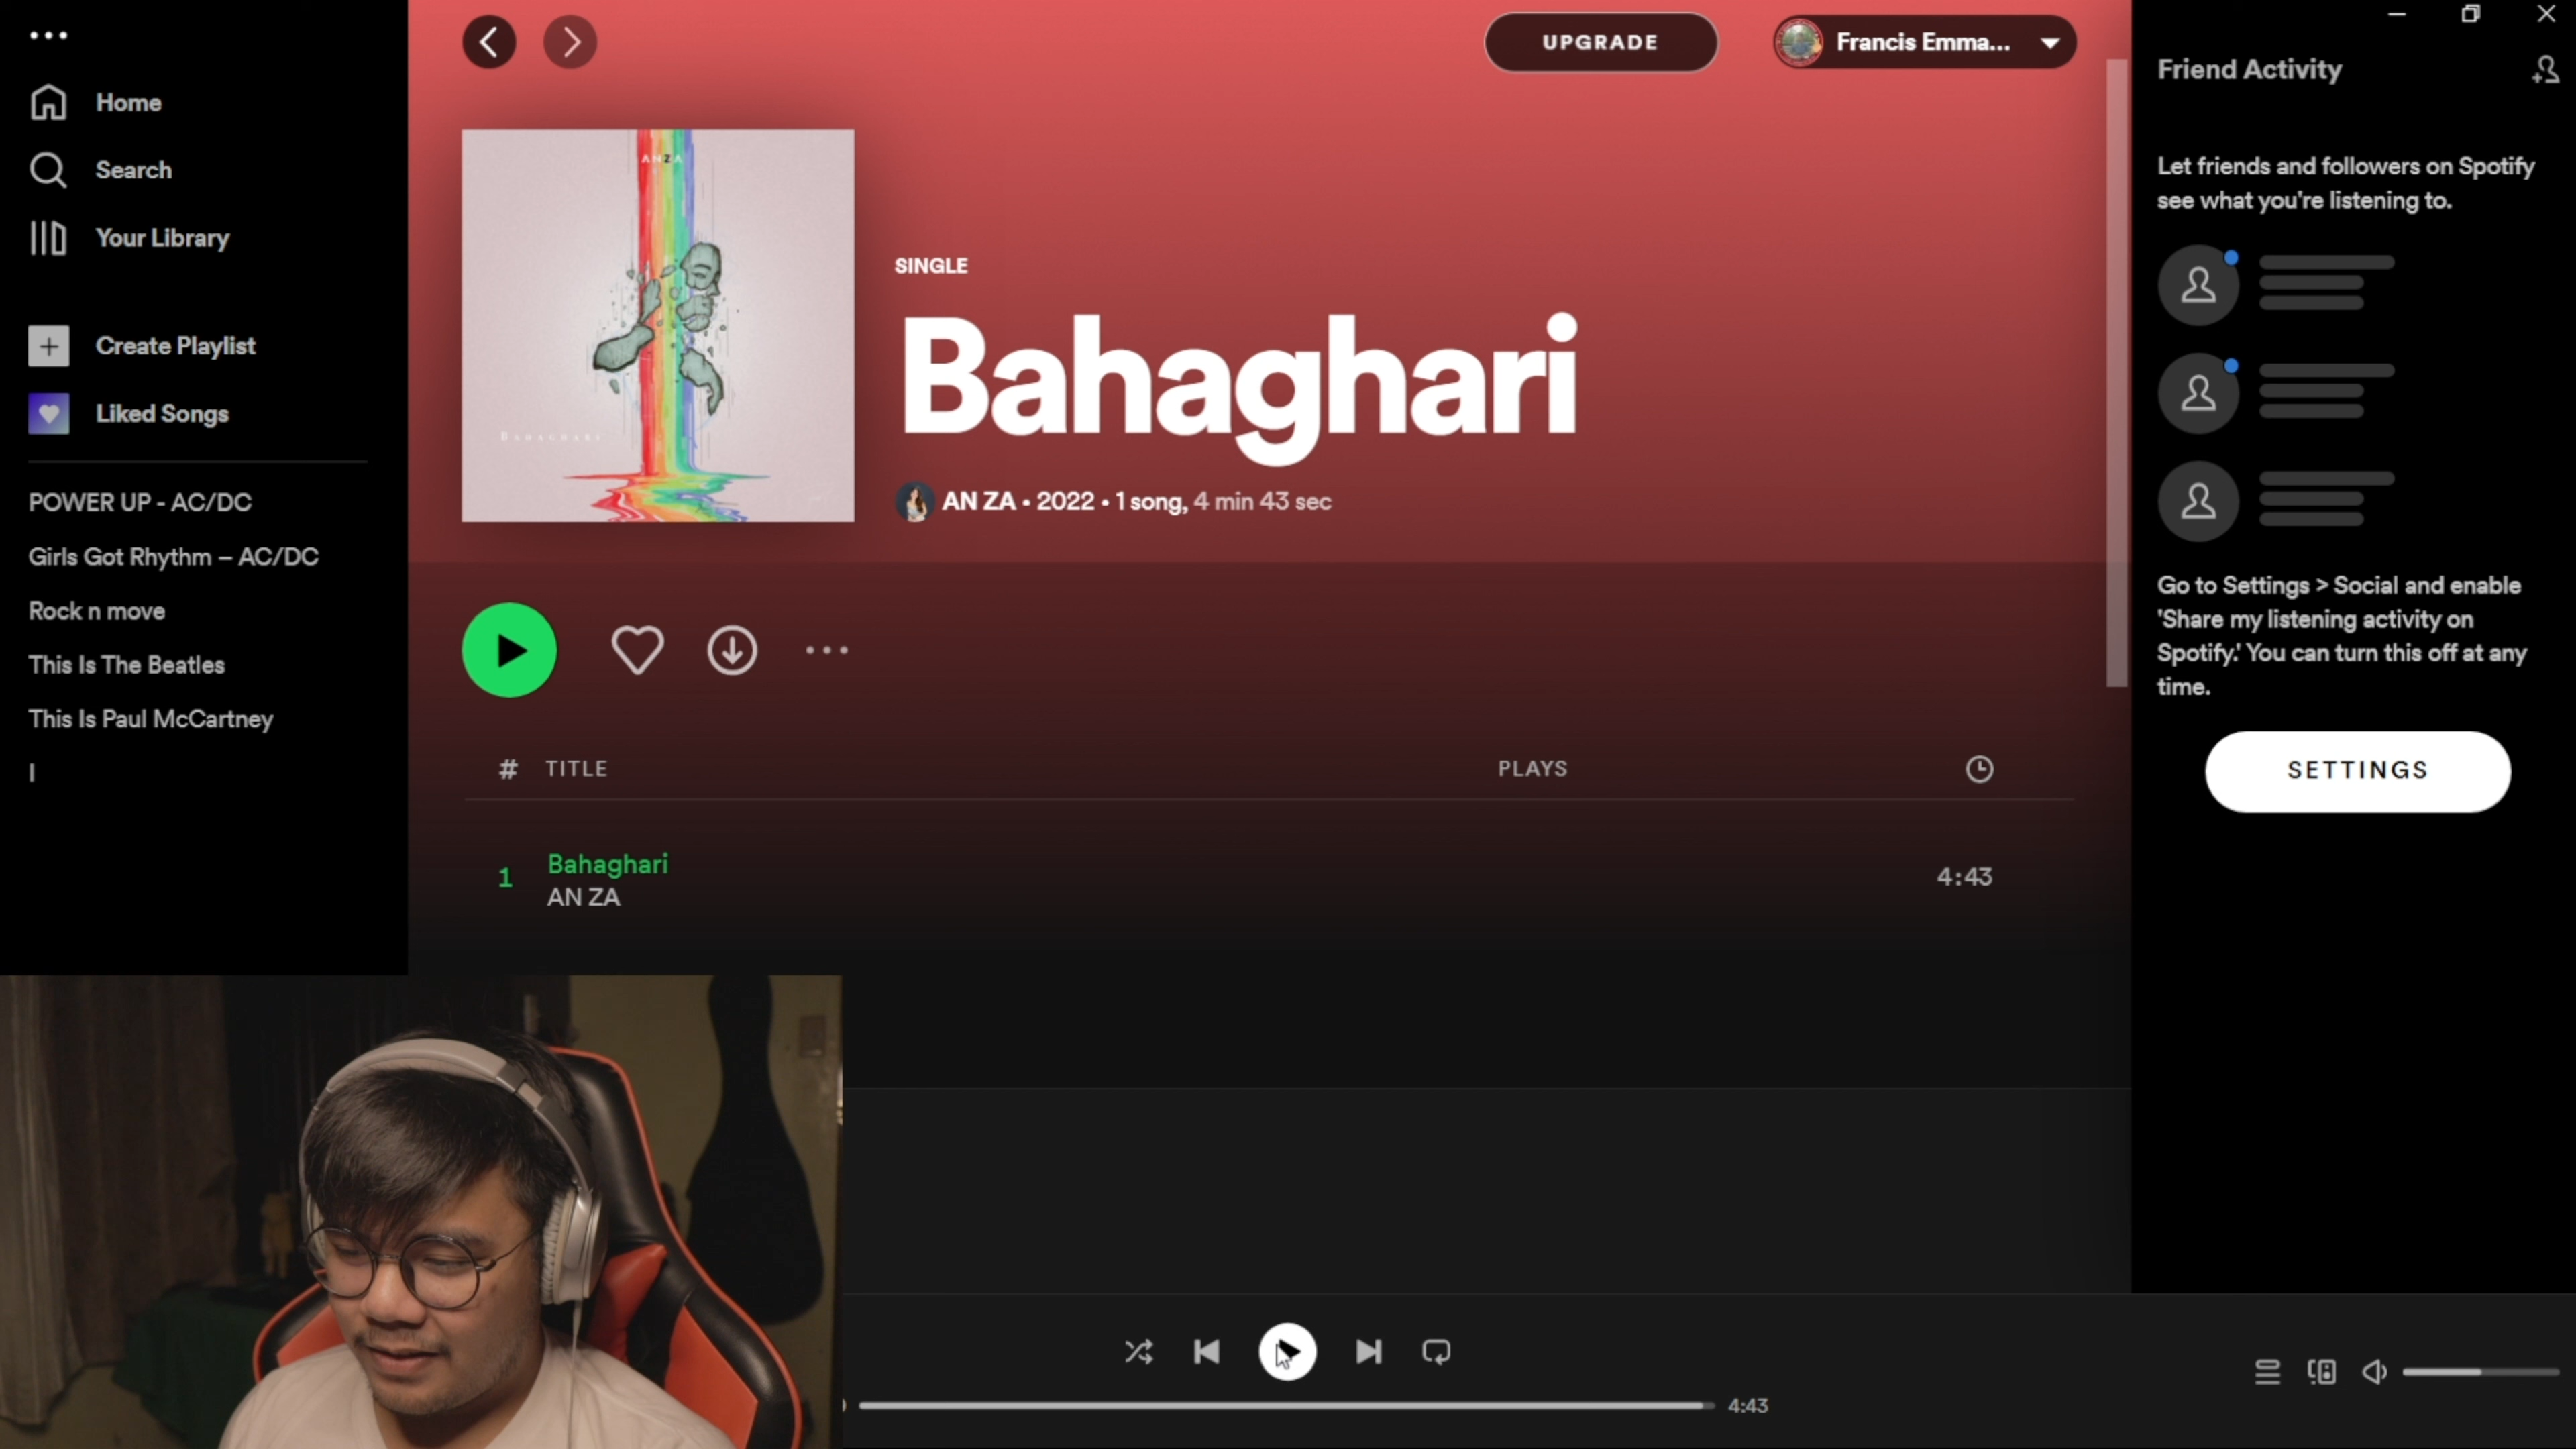 Home
Search
Your Library
Create Playlist
Liked Songs
POWER UP - AC/DC
Girls Got Rhythm – AC/DC
Rock n move
This Is The Beatles
This Is Paul McCartney
I
UPGRADE
Francis Emma...
ANZA
BAHAGHARI
SINGLE
Bahaghari
AN ZA • 2022 • 1 song, 4 min 43 sec
# TITLE PLAYS
1 Bahaghari 4:43
AN ZA
4:43
Friend Activity
Let friends and followers on Spotify
see what you're listening to.
Go to Settings > Social and enable
'Share my listening activity on
Spotify.' You can turn this off at any
time.
SETTINGS